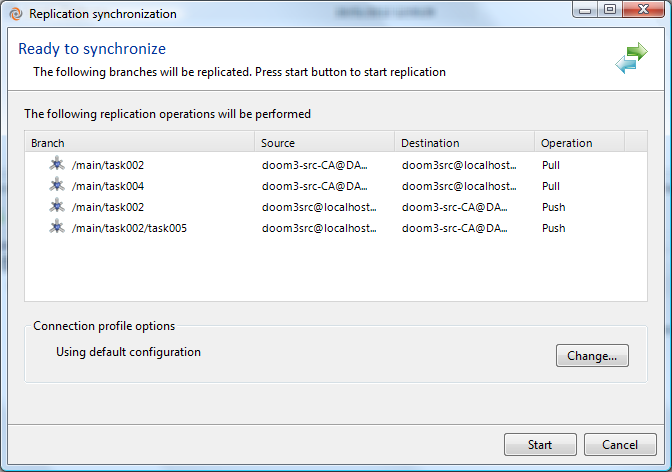 Replication synchronization
Ready to synchronize
The following branches will be replicated. Press start button to start replication
The following replication operations will be performed
Branch Source Destination Operation
/main/task002 doom3-src-CA@DA... doom3src@localhost... Pull
/main/task004 doom3-src-CA@DA... doom3src@localhost... Pull
/main/task002 doom3src@localhost... doom3-src-CA@DA... Push
/main/task002/task005 doom3src@localhost... doom3-src-CA@DA... Push
Connection profile options
Using default configuration
Change...
Start Cancel